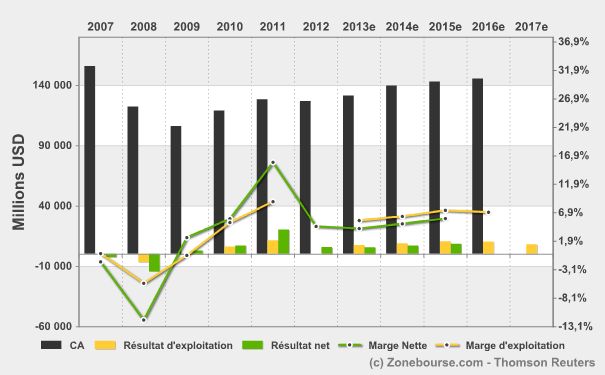 2007 2008 2009 2010 2011 2012 2013e 2014e 2015e 2016e 2017e
36,9%
140 000 31,9%
26,9%
21,9%
90 000
16,9%
11,9%
40 000 6,9%
1,9%
-10 000 -3,1%
-8,1%
-60 000 -13,1%
Millions USD
CA Résultat d'exploitation Résultat net Marge Nette Marge d'exploitation
(c) Zonebourse.com - Thomson Reuters